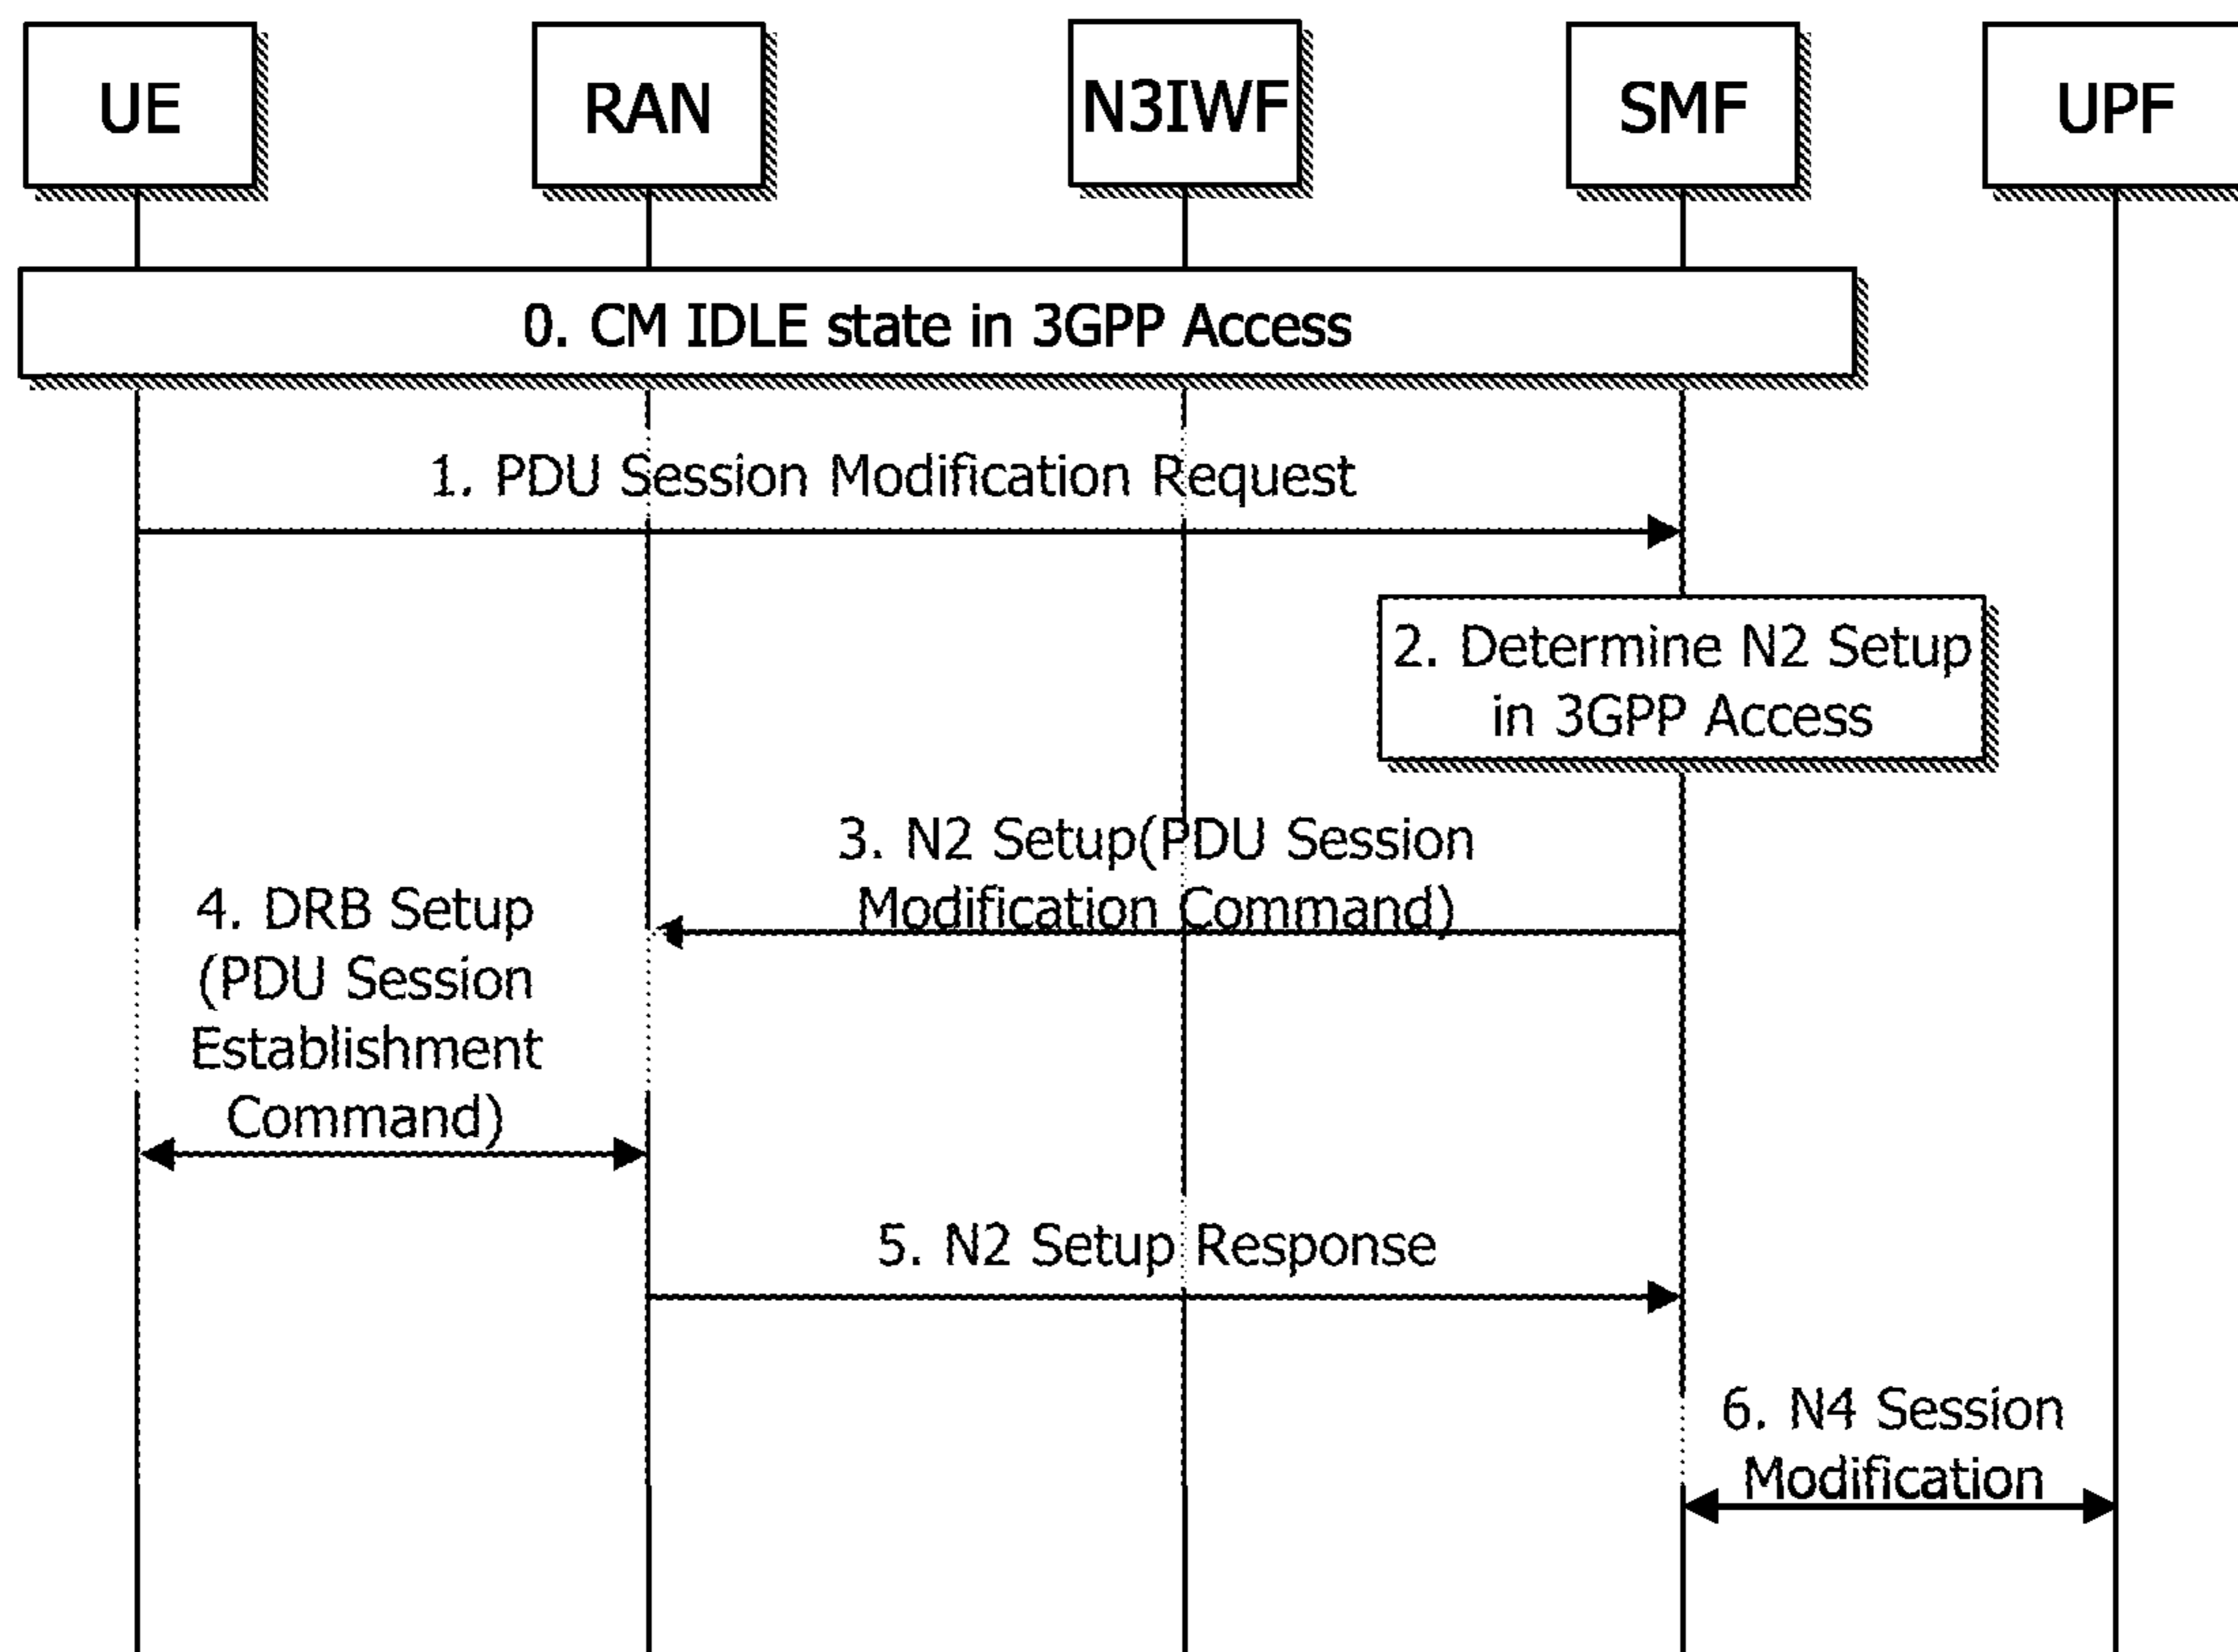 UE
RAN
N3IWF
SMF
UPF
0. CM IDLE state in 3GPP Access
1. PDU Session Modification Request
2. Determine N2 Setup
in 3GPP Access
3. N2 Setup(PDU Session
Modification Command)
4. DRB Setup
(PDU Session
Establishment
Command)
5. N2 Setup Response
6. N4 Session
Modification